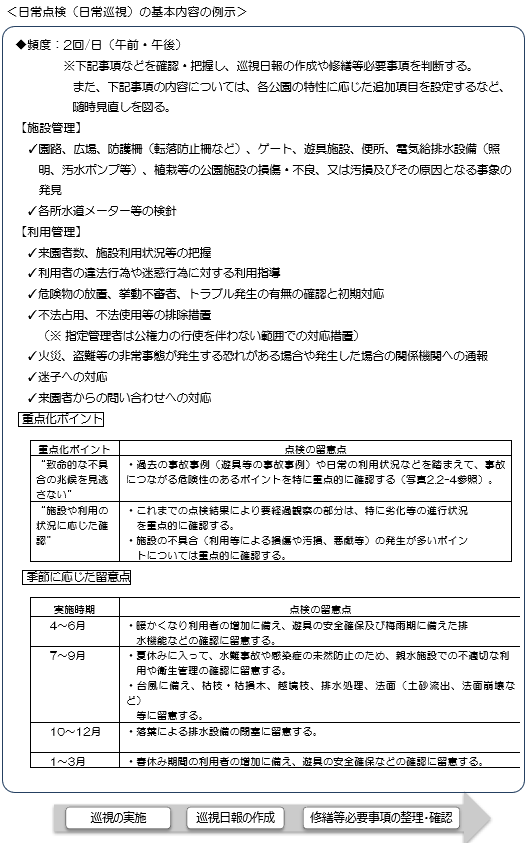 ＜日常点検（日常巡視）の基本内容の例示＞
◆頻度：２回/日（午前・午後）
※下記事項などを確認・把握し、巡視日報の作成や修繕等必要事項を判断する。
また、下記事項の内容については、各公園の特性に応じた追加項目を設定するなど、
随時見直しを図る。
【施設管理】
✓園路、広場、防護柵（転落防止柵など）、ゲート、遊具施設、便所、電気給排水設備（照
明、汚水ポンプ等）、植栽等の公園施設の損傷・不良、又は汚損及びその原因となる事象の
発見
✓各所水道メーター等の検針
【利用管理】
✓来園者数、施設利用状況等の把握
✓利用者の違法行為や迷惑行為に対する利用指導
✓危険物の放置、挙動不審者、トラブル発生の有無の確認と初期対応
✓不法占用、不法使用等の排除措置
（※ 指定管理者は公権力の行使を伴わない範囲での対応措置）
✓火災、盗難等の非常事態が発生する恐れがある場合や発生した場合の関係機関への通報
✓迷子への対応
✓来園者からの問い合わせへの対応
重点化ポイント
重点化ポイント 点検の留意点
“致命的な不具 ・過去の事故事例（遊具等の事故事例）や日常の利用状況などを踏まえて、事故
合の兆候を見逃 につながる危険性のあるポイントを特に重点的に確認する（写真2.2-4参照）。
さない”
“施設や利用の ・これまでの点検結果により要経過観察の部分は、特に劣化等の進行状況
状況に応じた確 を重点的に確認する。
認” ・施設の不具合（利用等による損傷や汚損、悪戯等）の発生が多いポイン
トについては重点的に確認する。
季節に応じた留意点
実施時期 点検の留意点
４～６月 ・暖かくなり利用者の増加に備え、遊具の安全確保及び梅雨期に備えた排
水機能などの確認に留意する。
７～９月 ・夏休みに入って、水難事故や感染症の未然防止のため、親水施設での不適切な利
用や衛生管理の確認に留意する。
・台風に備え、枯枝・枯損木、越境枝、排水処理、法面（土砂流出、法面崩壊な
ど）
等に留意する。
10～12月 ・落葉による排水設備の閉塞に留意する。
１～３月 ・春休み期間の利用者の増加に備え、遊具の安全確保などの確認に留意する。
巡視の実施 巡視日報の作成 修繕等必要事項の整理・確認